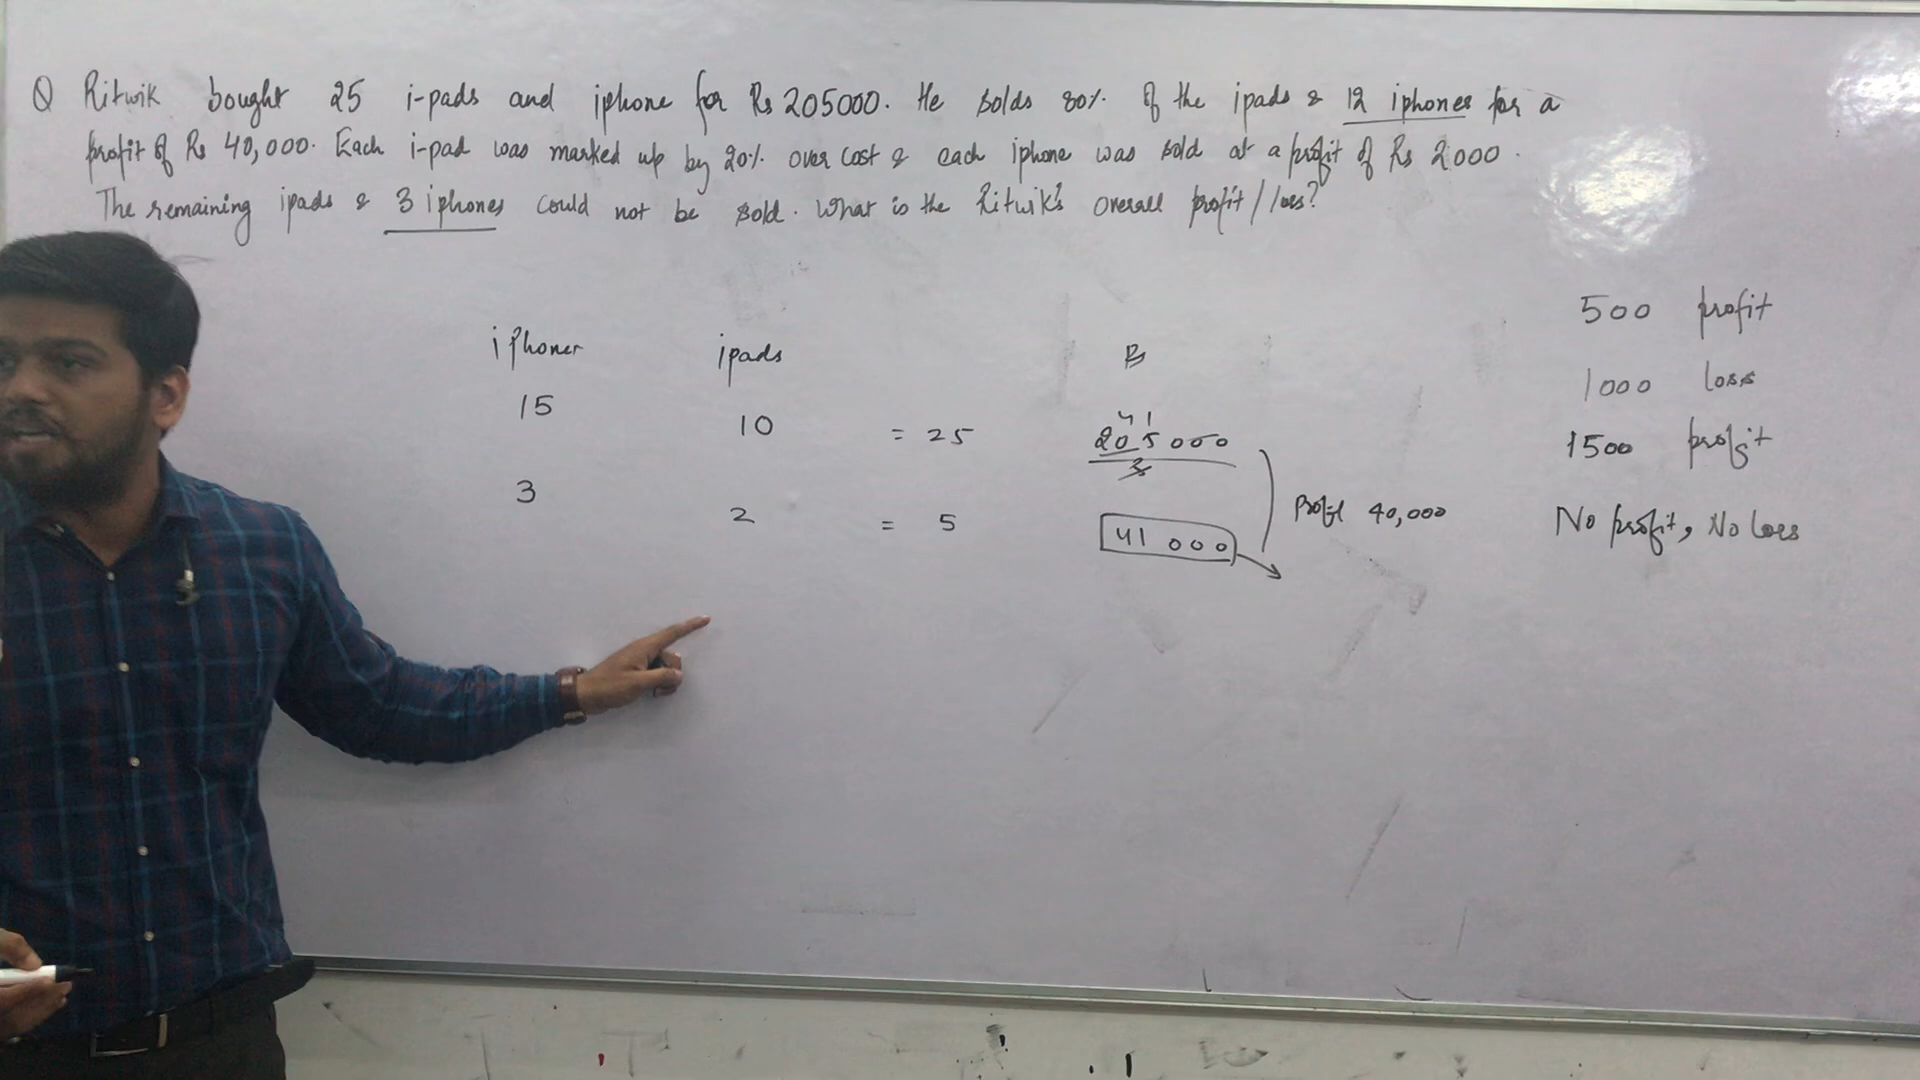 Q Ritwik bought 25 i-pads and iphone for Rs 205000. He solds 80% of the ipads & 12 iphones for a
profit of Rs 40,000. Each i-pad was marked up by 20% over cost & each iphone was sold at a profit of Rs 2000.
The remaining ipads & 3 iphones could not be sold. What is the Ritwik's overall profit/loss?
iphones ipads Rs
15 10 = 25 205000
41
3 2 = 5 41 000
Profit 40,000
500 profit
1000 loss
1500 profit
No profit, No loss